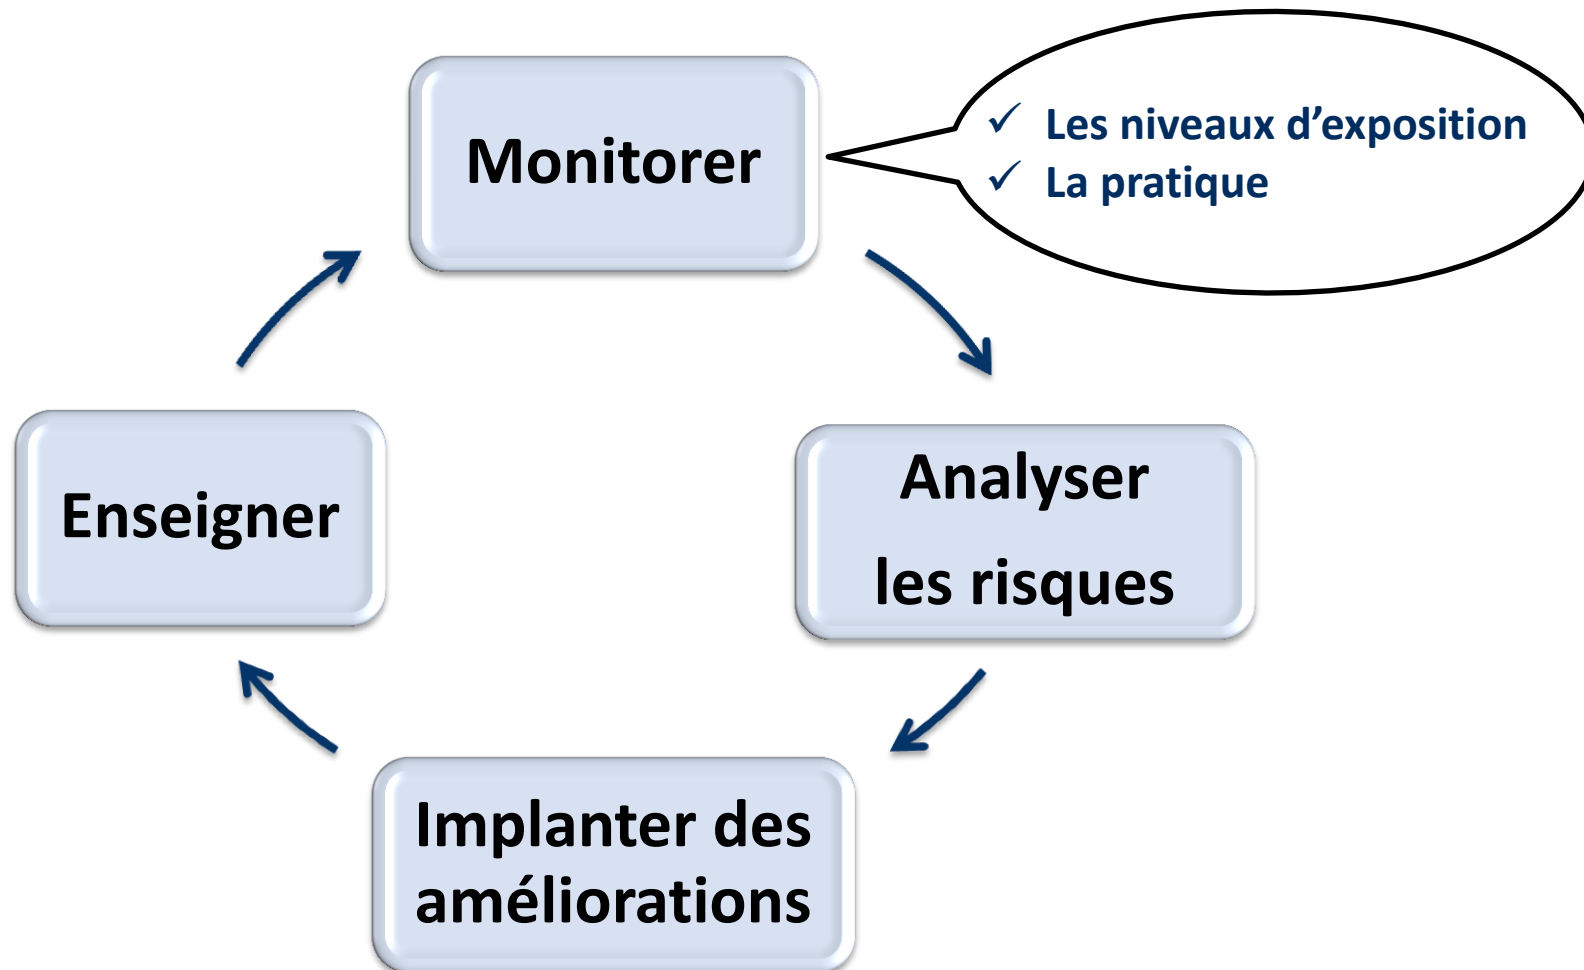 Monitorer
✓ Les niveaux d’exposition
✓ La pratique
Enseigner
Analyser
les risques
Implanter des
améliorations